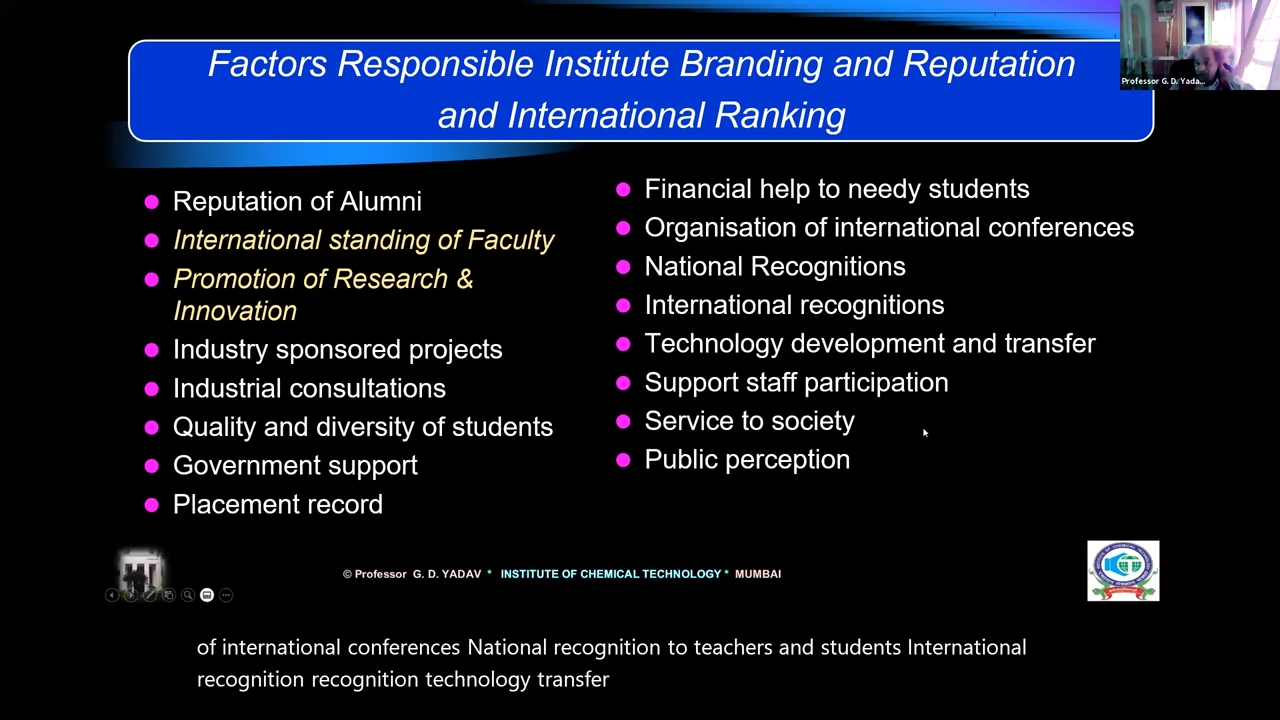 Factors Responsible Institute Branding and Reputation
and International Ranking
Professor G. D. Yada...
Reputation of Alumni
International standing of Faculty
Promotion of Research &
Innovation
Industry sponsored projects
Industrial consultations
Quality and diversity of students
Government support
Placement record
Financial help to needy students
Organisation of international conferences
National Recognitions
International recognitions
Technology development and transfer
Support staff participation
Service to society
Public perception
© Professor G. D. YADAV * INSTITUTE OF CHEMICAL TECHNOLOGY * MUMBAI
of international conferences National recognition to teachers and students International
recognition recognition technology transfer